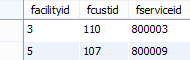 facilityid fcustid fserviceid
3 110 800003
5 107 800009